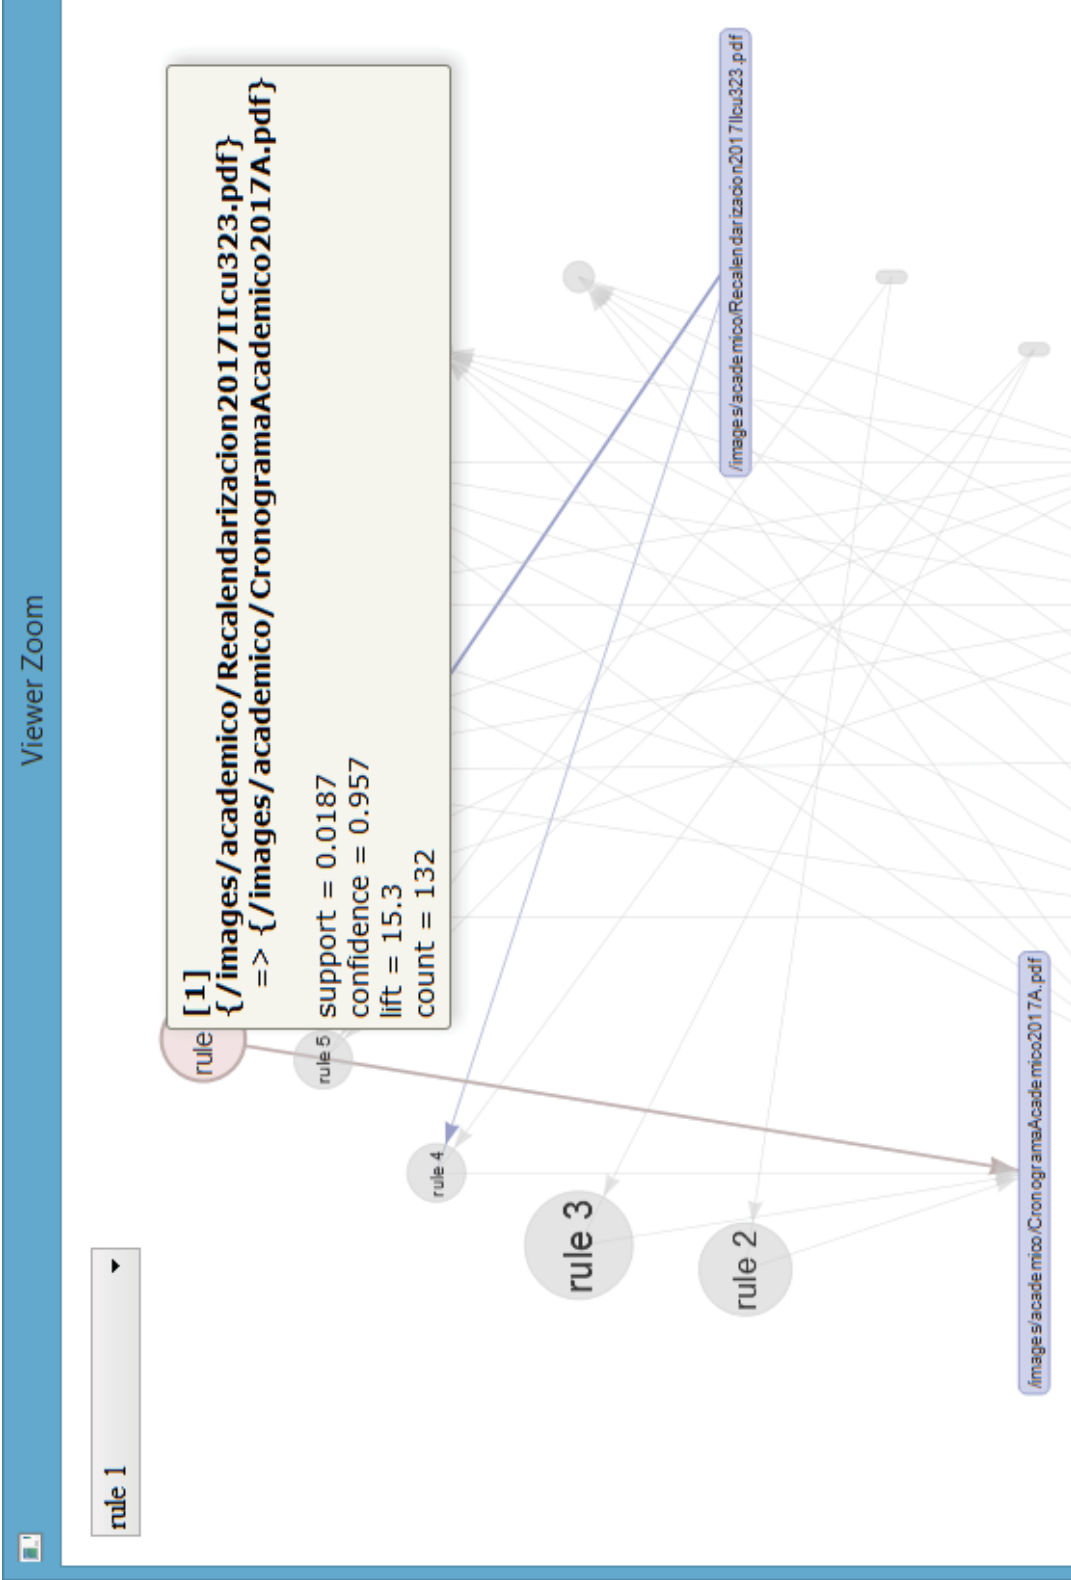 Viewer Zoom
rule 1
[1]
{/images/academico/Recalendarizacion2017IIcu323.pdf}
=> {/images/academico/CronogramaAcademico2017A.pdf}
support = 0.0187
confidence = 0.957
lift = 15.3
count = 132
rule
rule 5
rule 4
rule 3
rule 2
/images/academico/Recalendarizacion2017IIcu323.pdf
/images/academico/CronogramaAcademico2017A.pdf